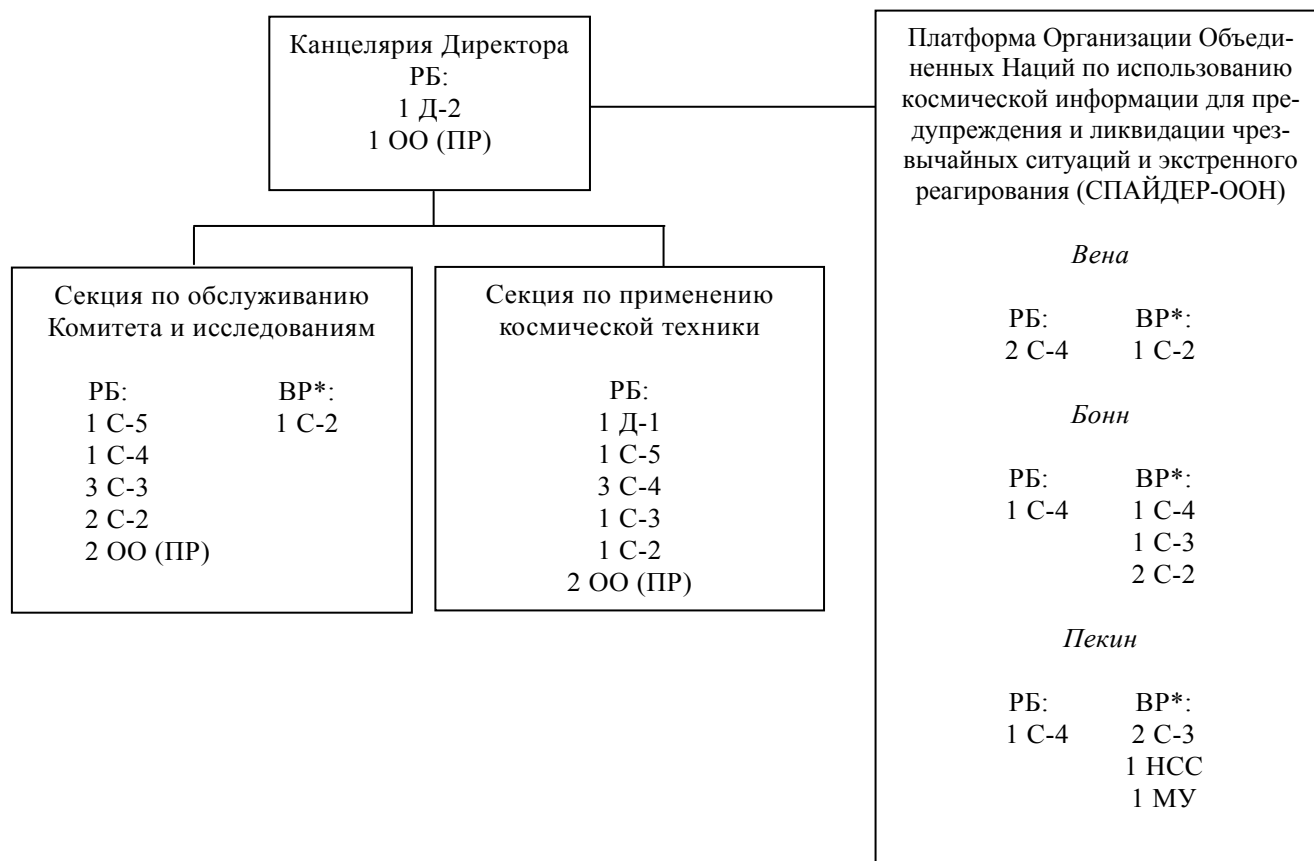 Канцелярия Директора
РБ:
1 Д-2
1 ОО (ПР)
Секция по обслуживанию
Комитета и исследованиям
РБ: ВР*:
1 С-5 1 С-2
1 С-4
3 С-3
2 С-2
2 ОО (ПР)
Секция по применению
космической техники
РБ:
1 Д-1
1 С-5
3 С-4
1 С-3
1 С-2
2 ОО (ПР)
Платформа Организации Объеди-
ненных Наций по использованию
космической информации для пре-
дупреждения и ликвидации чрез-
вычайных ситуаций и экстренного
реагирования (СПАЙДЕР-ООН)
Вена
РБ: ВР*:
2 С-4 1 С-2
Бонн
РБ: ВР*:
1 С-4 1 С-4
1 С-3
2 С-2
Пекин
РБ: ВР*:
1 С-4 2 С-3
1 НСС
1 МУ